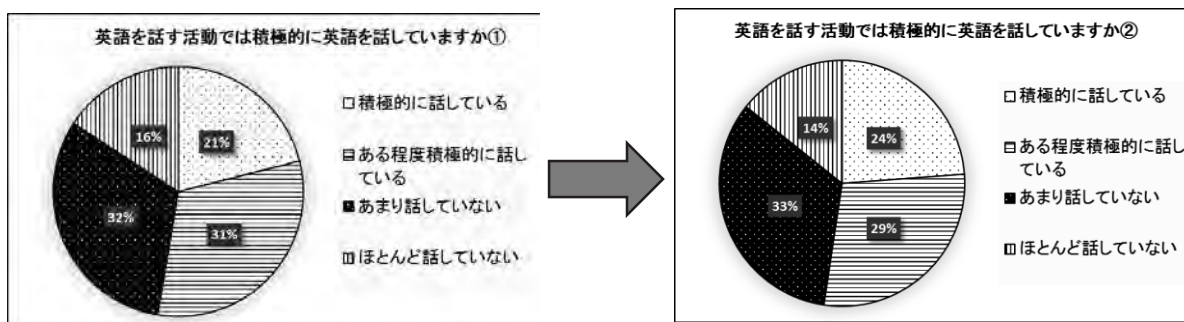 英語を話す活動では積極的に英語を話していますか①
積極的に話している
ある程度積極的に話し
ている
あまり話していない
ほとんど話していない
21%
31%
32%
16%
英語を話す活動では積極的に英語を話していますか②
積極的に話している
ある程度積極的に話し
ている
あまり話していない
ほとんど話していない
24%
29%
33%
14%